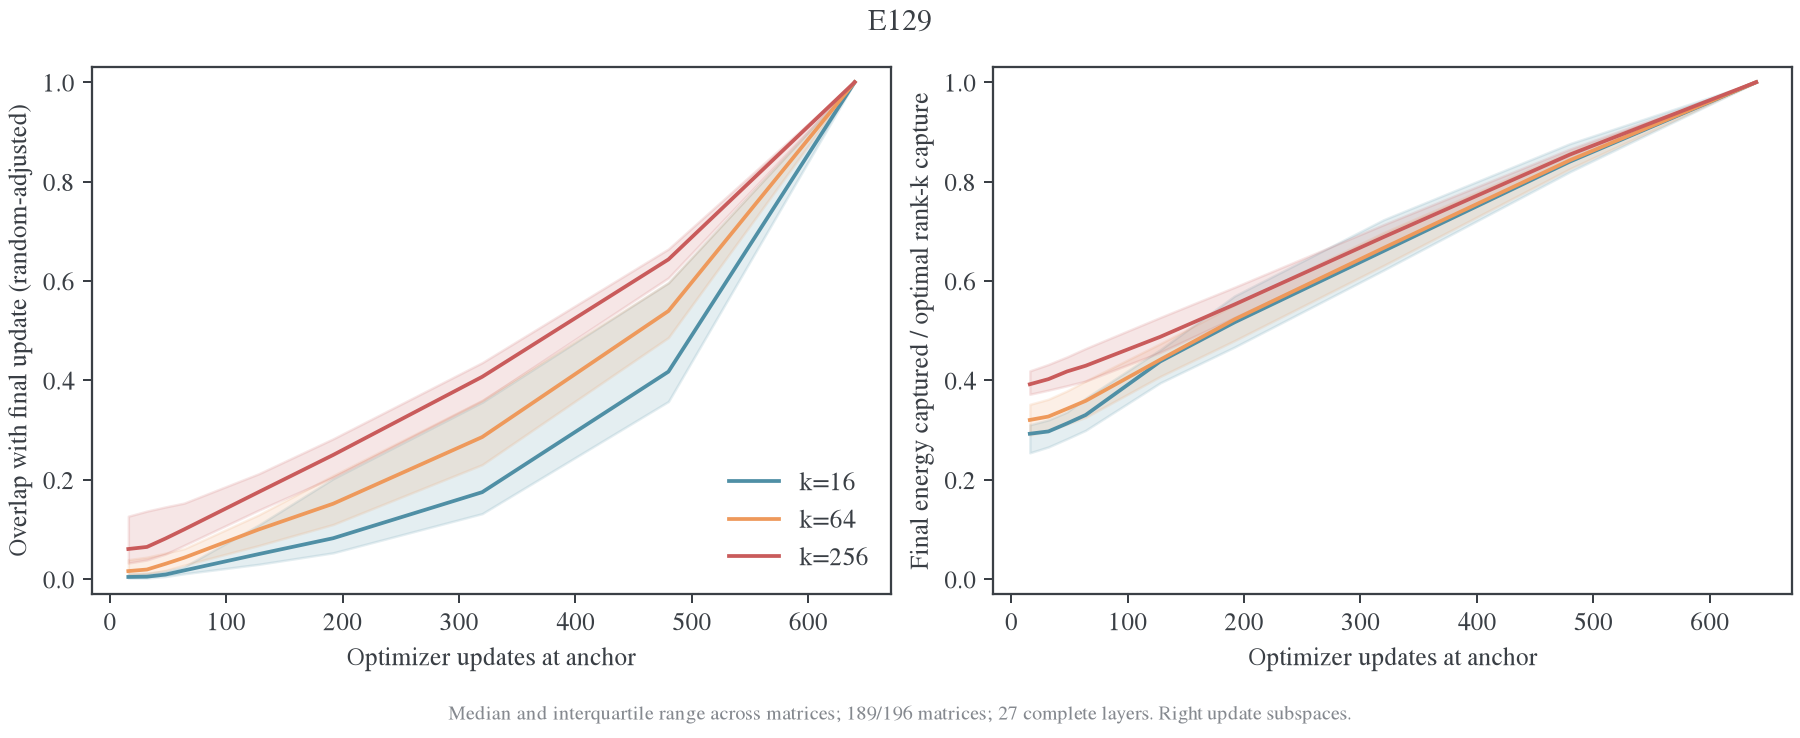 E129
Overlap with final update (random-adjusted)
1.0
0.8
0.6
0.4
0.2
0.0
0 100 200 300 400 500 600
Optimizer updates at anchor
k=16
k=64
k=256
Final energy captured / optimal rank-k capture
1.0
0.8
0.6
0.4
0.2
0.0
0 100 200 300 400 500 600
Optimizer updates at anchor
Median and interquartile range across matrices; 189/196 matrices; 27 complete layers. Right update subspaces.